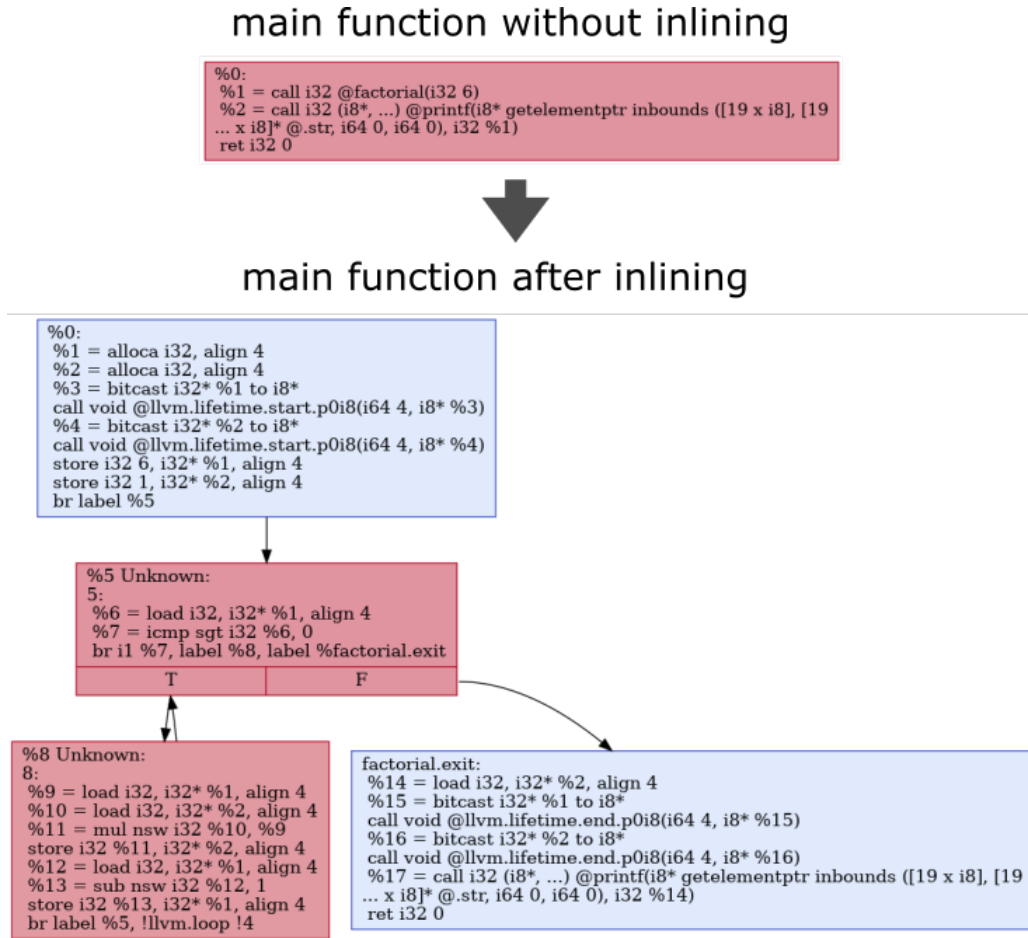 main function without inlining
%0:
%1 = call i32 @factorial(i32 6)
%2 = call i32 (i8*, ...) @printf(i8* getelementptr inbounds ([19 x i8], [19
... x i8]* @.str, i64 0, i64 0), i32 %1)
ret i32 0
main function after inlining
%0:
%1 = alloca i32, align 4
%2 = alloca i32, align 4
%3 = bitcast i32* %1 to i8*
call void @llvm.lifetime.start.p0i8(i64 4, i8* %3)
%4 = bitcast i32* %2 to i8*
call void @llvm.lifetime.start.p0i8(i64 4, i8* %4)
store i32 6, i32* %1, align 4
store i32 1, i32* %2, align 4
br label %5
%5 Unknown:
5:
%6 = load i32, i32* %1, align 4
%7 = icmp sgt i32 %6, 0
br i1 %7, label %8, label %factorial.exit
T
F
%8 Unknown:
8:
%9 = load i32, i32* %1, align 4
%10 = load i32, i32* %2, align 4
%11 = mul nsw i32 %10, %9
store i32 %11, i32* %2, align 4
%12 = load i32, i32* %1, align 4
%13 = sub nsw i32 %12, 1
store i32 %13, i32* %1, align 4
br label %5, !llvm.loop !4
factorial.exit:
%14 = load i32, i32* %2, align 4
%15 = bitcast i32* %1 to i8*
call void @llvm.lifetime.end.p0i8(i64 4, i8* %15)
%16 = bitcast i32* %2 to i8*
call void @llvm.lifetime.end.p0i8(i64 4, i8* %16)
%17 = call i32 (i8*, ...) @printf(i8* getelementptr inbounds ([19 x i8], [19
... x i8]* @.str, i64 0, i64 0), i32 %14)
ret i32 0